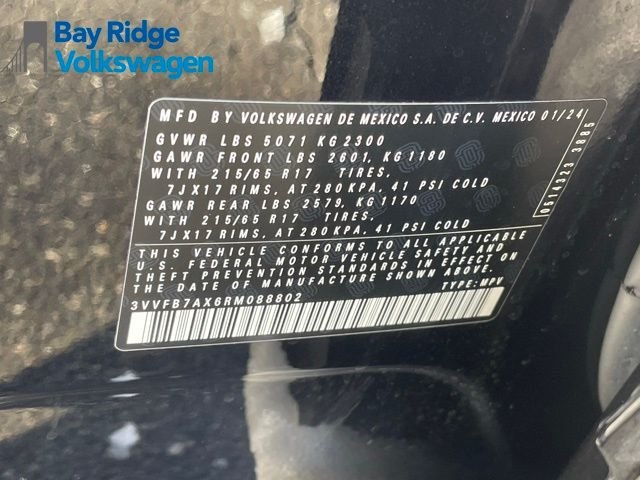 Bay Ridge
Volkswagen
MFD BY VOLKSWAGEN DE MEXICO S.A. DE C.V. MEXICO 01/24
GVWR LBS 5071 KG 2300
GAWR FRONT LBS 2601, KG 1180
WITH 215/65 R17 TIRES,
7JX17 RIMS, AT 280 KPA, 41 PSI COLD
GAWR REAR LBS 2579, KG 1170
WITH 215/65 R17 TIRES,
7JX17 RIMS, AT 280 KPA, 41 PSI COLD
THIS VEHICLE CONFORMS TO ALL APPLICABLE
U.S. FEDERAL MOTOR VEHICLE SAFETY AND
THEFT PREVENTION STANDARDS IN EFFECT ON
THE DATE OF MANUFACTURE SHOWN ABOVE.
3VVFB7AX6RM088802 TYPE: MPV
0514323 3885